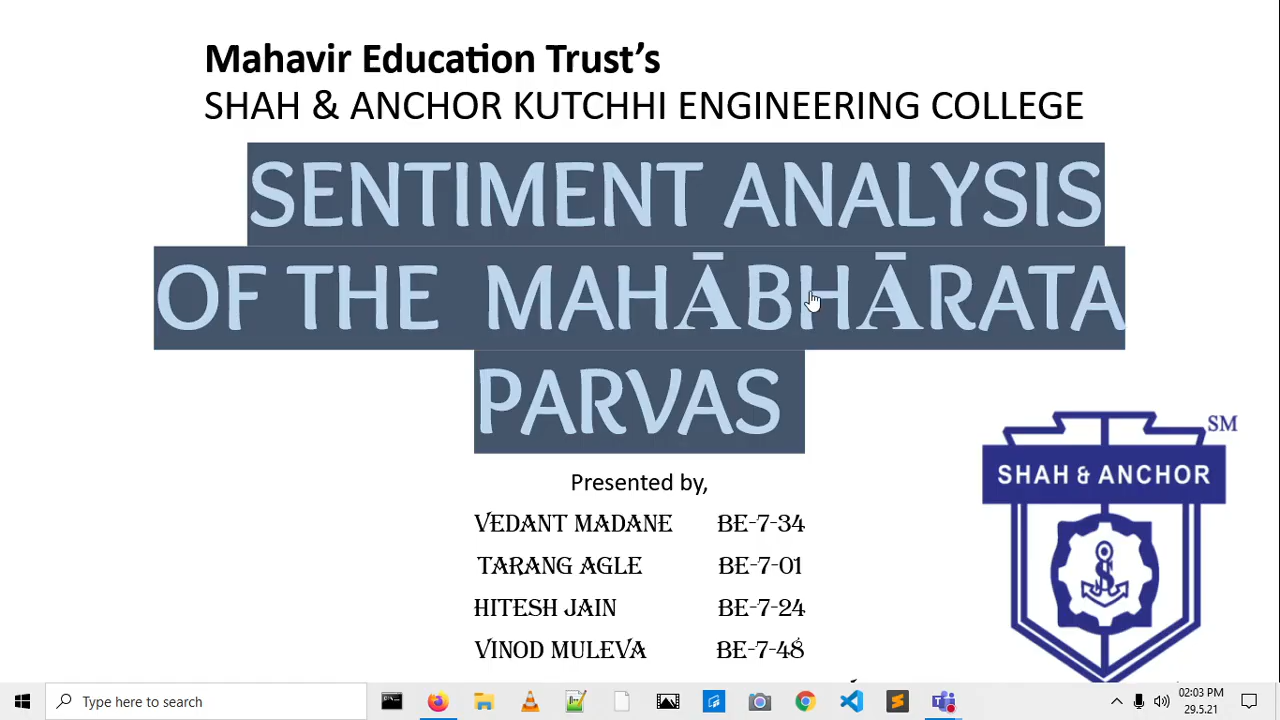 Mahavir Education Trust’s
SHAH & ANCHOR KUTCHHI ENGINEERING COLLEGE
SENTIMENT ANALYSIS
OF THE MAHĀBHĀRATA
PARVAS
Presented by,
VEDANT MADANE BE-7-34
TARANG AGLE BE-7-01
HITESH JAIN BE-7-24
VINOD MULEVA BE-7-48
SM
SHAH & ANCHOR
Type here to search
02:03 PM
29.5.21